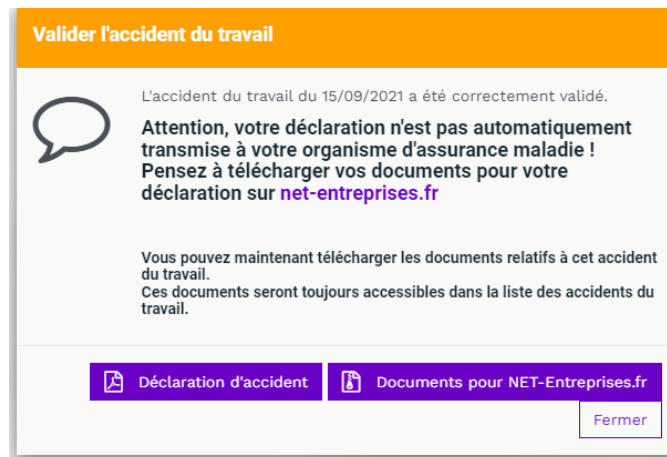 Valider l'accident du travail
L'accident du travail du 15/09/2021 a été correctement validé.
Attention, votre déclaration n'est pas automatiquement
transmise à votre organisme d'assurance maladie !
Pensez à télécharger vos documents pour votre
déclaration sur net-entreprises.fr
Vous pouvez maintenant télécharger les documents relatifs à cet accident
du travail.
Ces documents seront toujours accessibles dans la liste des accidents du
travail.
Déclaration d'accident
Documents pour NET-Entreprises.fr
Fermer